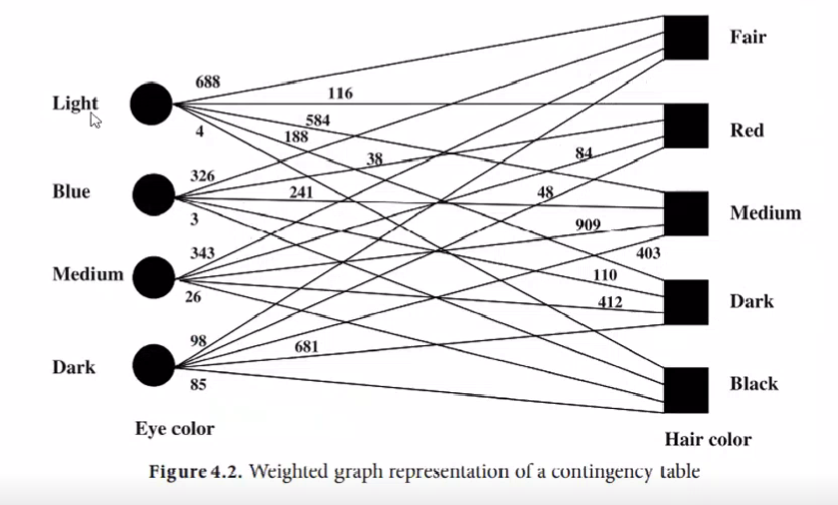 688
Fair
Light
116
584
4
188
Red
38
84
326
Blue
241
48
Medium
3
909
343
403
Medium
110
26
412
Dark
98
681
Dark
85
Black
Eye color
Hair color
Figure 4.2. Weighted graph representation of a contingency table